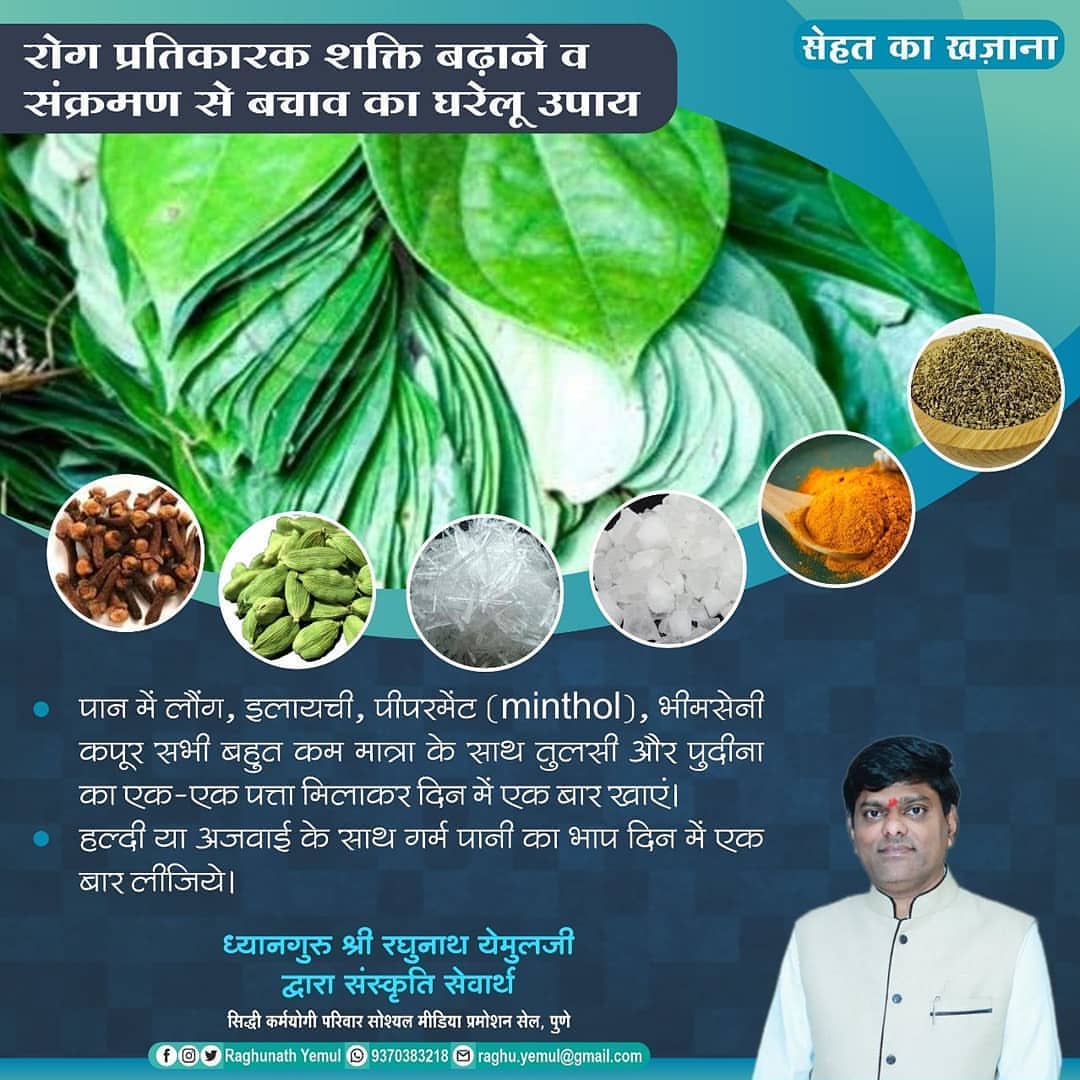 रोग प्रतिकारक शक्ति बढ़ाने व
संक्रमण से बचाव का घरेलू उपाय
सेहत का खज़ाना
पान में लौंग, इलायची, पीपरमेंट (minthol), भीमसेनी
कपूर सभी बहुत कम मात्रा के साथ तुलसी और पुदीना
का एक-एक पत्ता मिलाकर दिन में एक बार खाएं।
हल्दी या अजवाई के साथ गर्म पानी का भाप दिन में एक
बार लीजिये।
ध्यानगुरु श्री रघुनाथ येमुलजी
द्वारा संस्कृति सेवार्थ
सिद्धी कर्मयोगी परिवार सोश्यल मीडिया प्रमोशन सेल, पुणे
Raghunath Yemul 9370383218 raghu.yemul@gmail.com